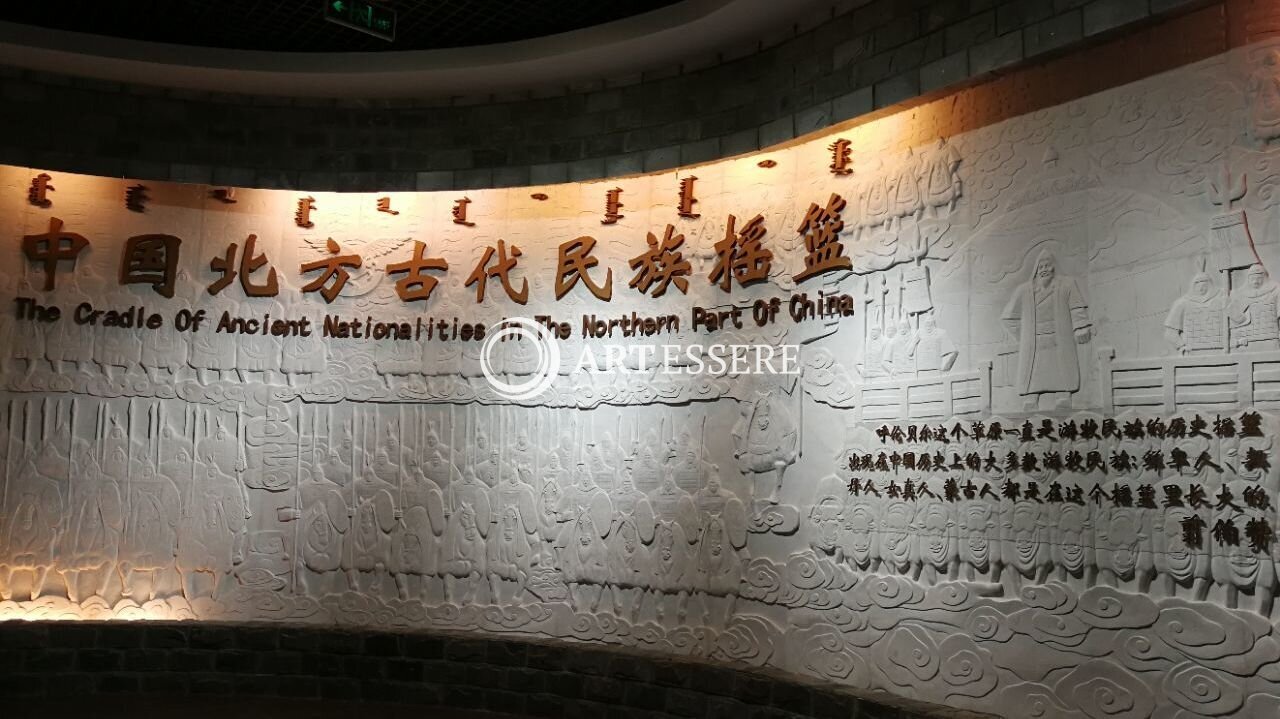 中国北方古代民族摇篮
The Cradle Of Ancient Nationalities In The Northern Part Of China
ARTESSERE
呼伦贝尔这个草原一直是游牧民族的历史摇篮
出现在中国历史上的大多数游牧民族:鲜卑人、契
丹人、女真人、蒙古人都是在这个摇篮里长大的
翦伯赞